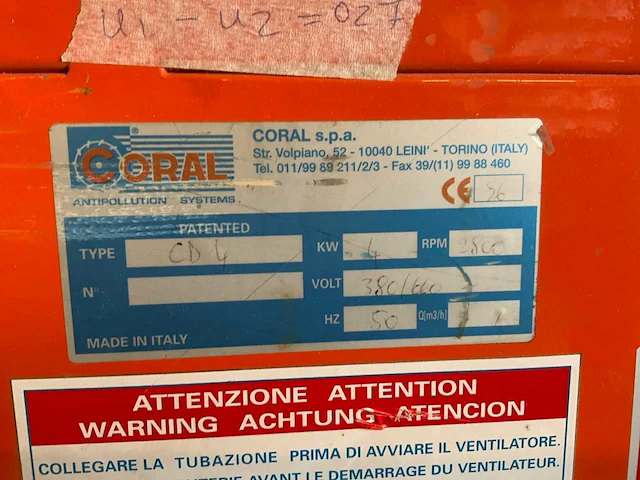 U1 - U2 = 027
CORAL
ANTIPOLLUTION SYSTEMS
CORAL s.p.a.
Str. Volpiano, 52 - 10040 LEINI' - TORINO (ITALY)
Tel. 011/99 89 211/2/3 - Fax 39/(11) 99 88 460
CE 96
PATENTED
TYPE CD 4 KW 4 RPM 2800
N° VOLT 380/660
HZ 50 Q[m3/h]
MADE IN ITALY
ATTENZIONE ATTENTION
WARNING ACHTUNG ATENCION
COLLEGARE LA TUBAZIONE PRIMA DI AVVIARE IL VENTILATORE.
AVANT LE DEMARRAGE DU VENTILATEUR.